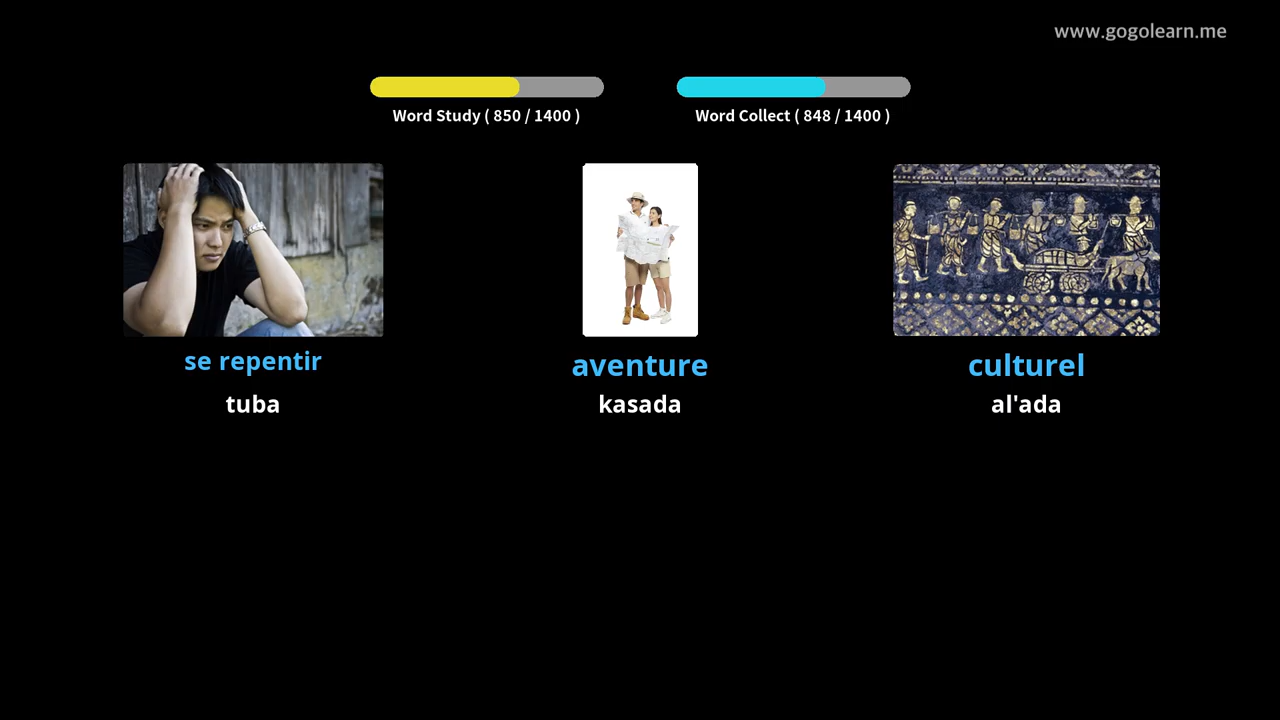 www.gogolearn.me
Word Study ( 850 / 1400 )
Word Collect ( 848 / 1400 )
se repentir
aventure
culturel
tuba
kasada
al'ada